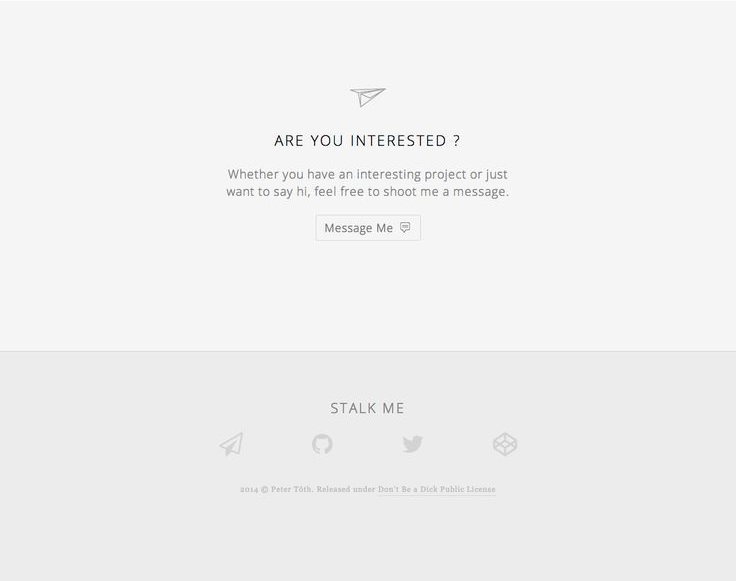 ARE YOU INTERESTED ?
Whether you have an interesting project or just
want to say hi, feel free to shoot me a message.
Message Me
STALK ME
2014 © Peter Tóth. Released under Don't Be a Dick Public License